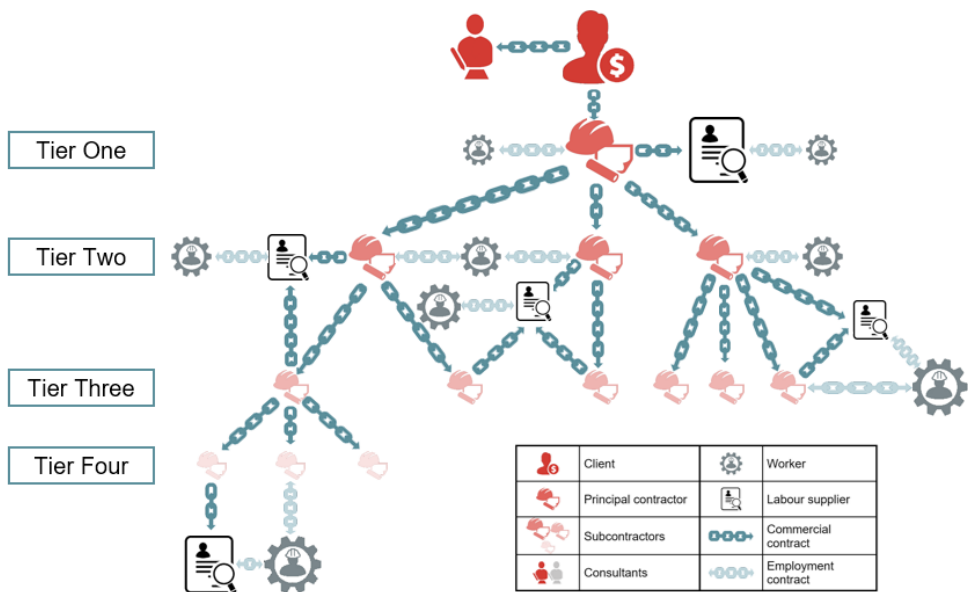 $
Tier One
Tier Two
Tier Three
Tier Four
$ Client
Worker
Principal contractor
Labour supplier
Subcontractors
Commercial
contract
Consultants
Employment
contract